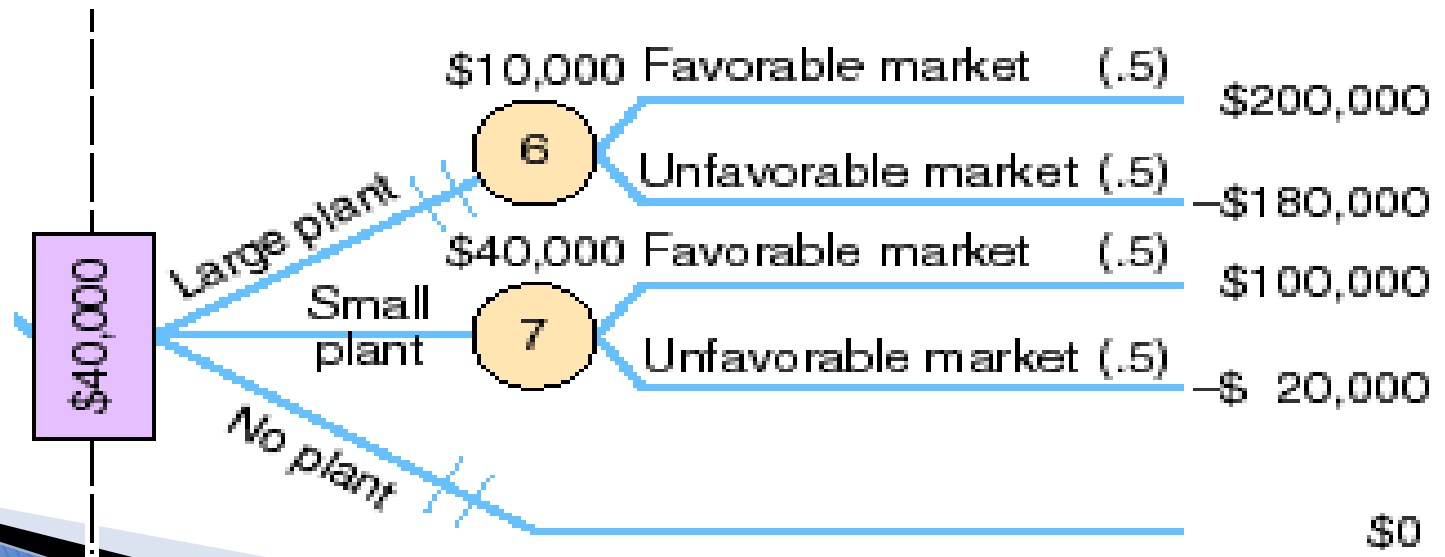 $10,000 Favorable market (.5)
$200,000
6
Unfavorable market (.5)
–$180,000
Large plant
$40,000 Favorable market (.5)
$100,000
$40,000
Small
plant
7
Unfavorable market (.5)
–$ 20,000
No plant
$0